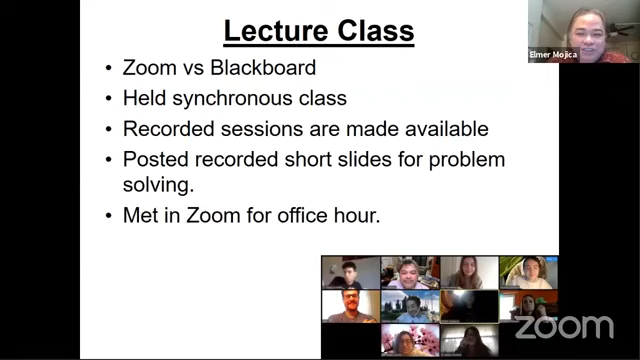 Lecture Class
Elmer Mojica
• Zoom vs Blackboard
• Held synchronous class
• Recorded sessions are made available
• Posted recorded short slides for problem
solving.
• Met in Zoom for office hour.
zoom